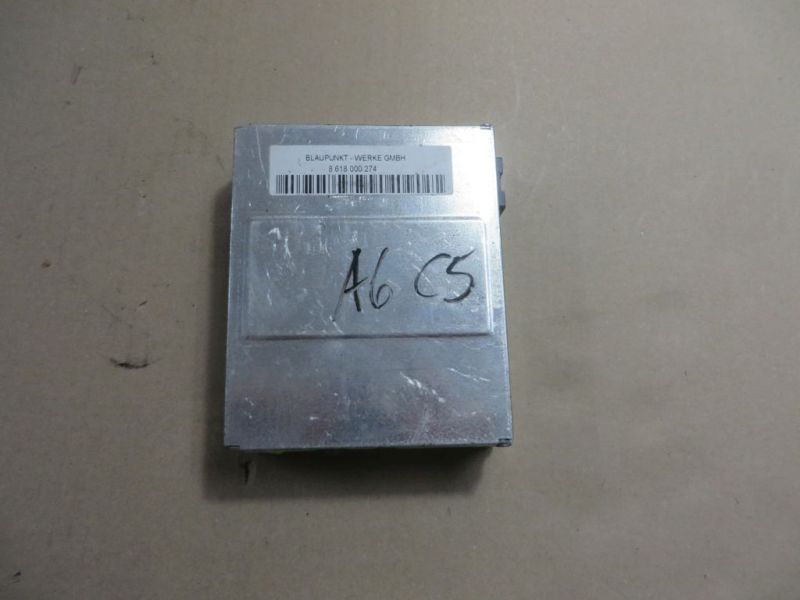 BLAUPUNKT - WERKE GMBH
8 618 000 274
A6 C5